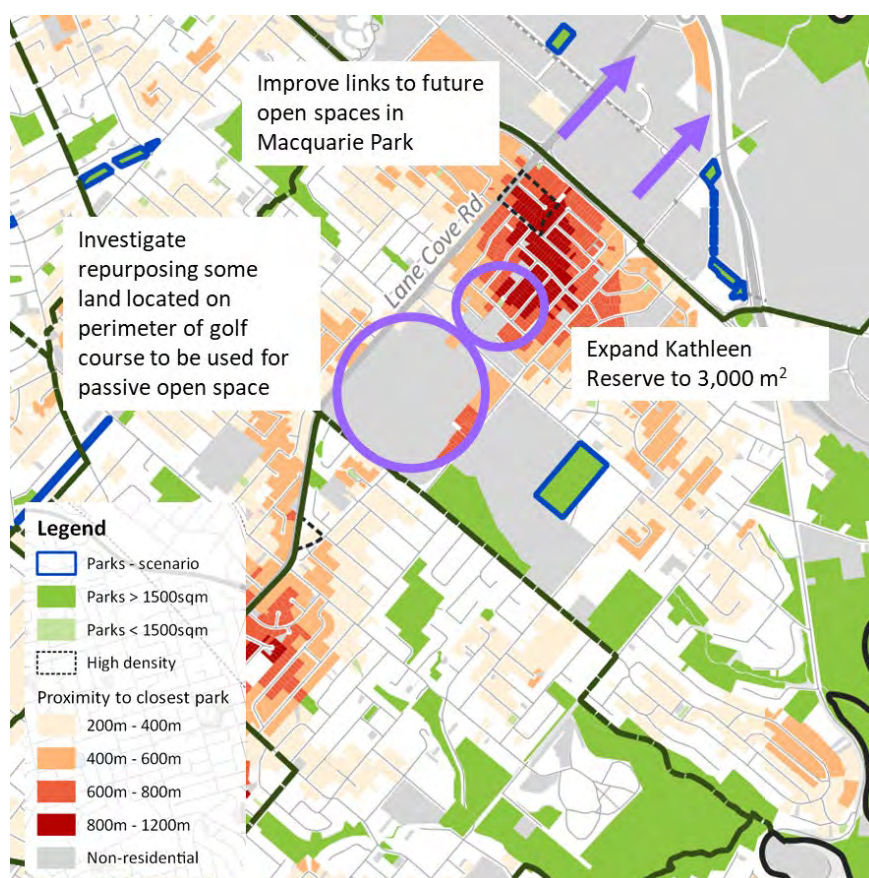 Improve links to future
open spaces in
Macquarie Park
Lane Cove Rd
Investigate
repurposing some
land located on
perimeter of golf
course to be used for
passive open space
Expand Kathleen
Reserve to 3,000 m²
Legend
Parks - scenario
Parks > 1500sqm
Parks < 1500sqm
High density
Proximity to closest park
200m - 400m
400m - 600m
600m - 800m
800m - 1200m
Non-residential